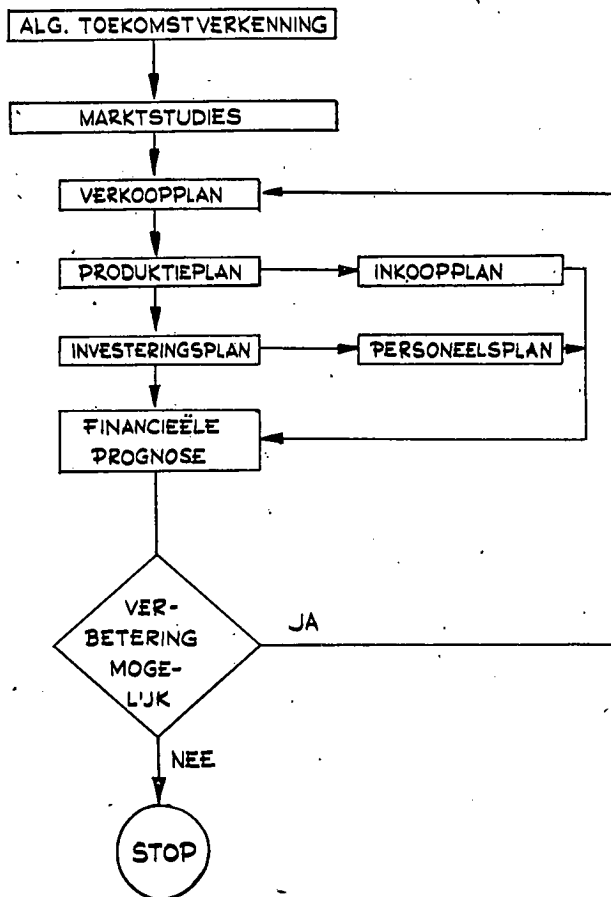 ALG. TOEKOMSTVERKENNING
MARKTSTUDIES
VERKOOPPLAN
PRODUKTIEPLAN
INKOOPPLAN
INVESTERINGSPLAN
PERSONEELSPLAN
FINANCIEËLE
PROGNOSE
VER-
BETERING
MOGE-
LIJK
JA
NEE
STOP